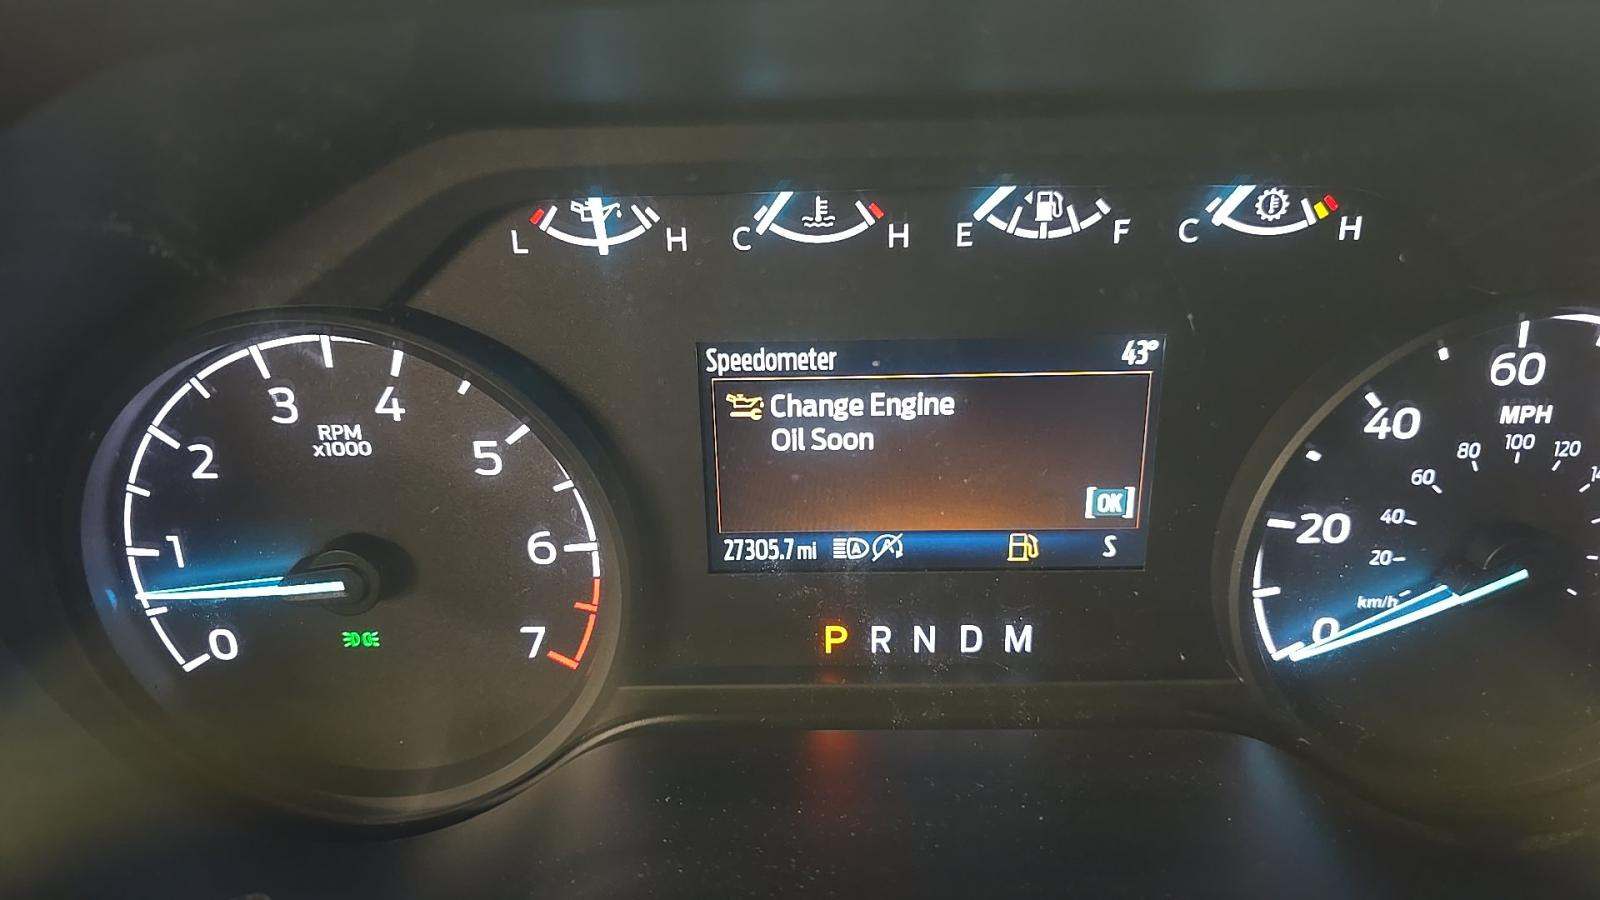 L H C H E F C H
Speedometer 43°
Change Engine
Oil Soon
[OK]
27305.7 mi S
P R N D M
0 1 2 3 4 5 6 7
RPM
x1000
0 20 40 60
MPH
20 40 60 80 100 120
km/h